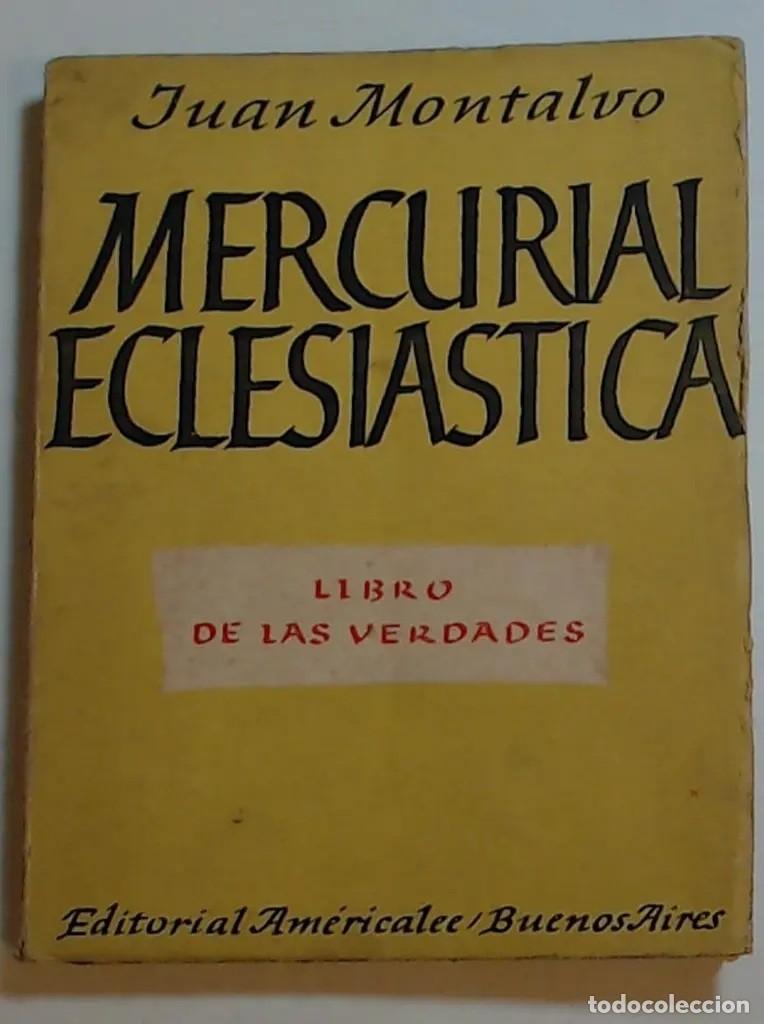 Juan Montalvo
MERCURIAL
ECLESIASTICA
LIBRO
DE LAS VERDADES
Editorial Américalee / Buenos Aires
todocoleccion